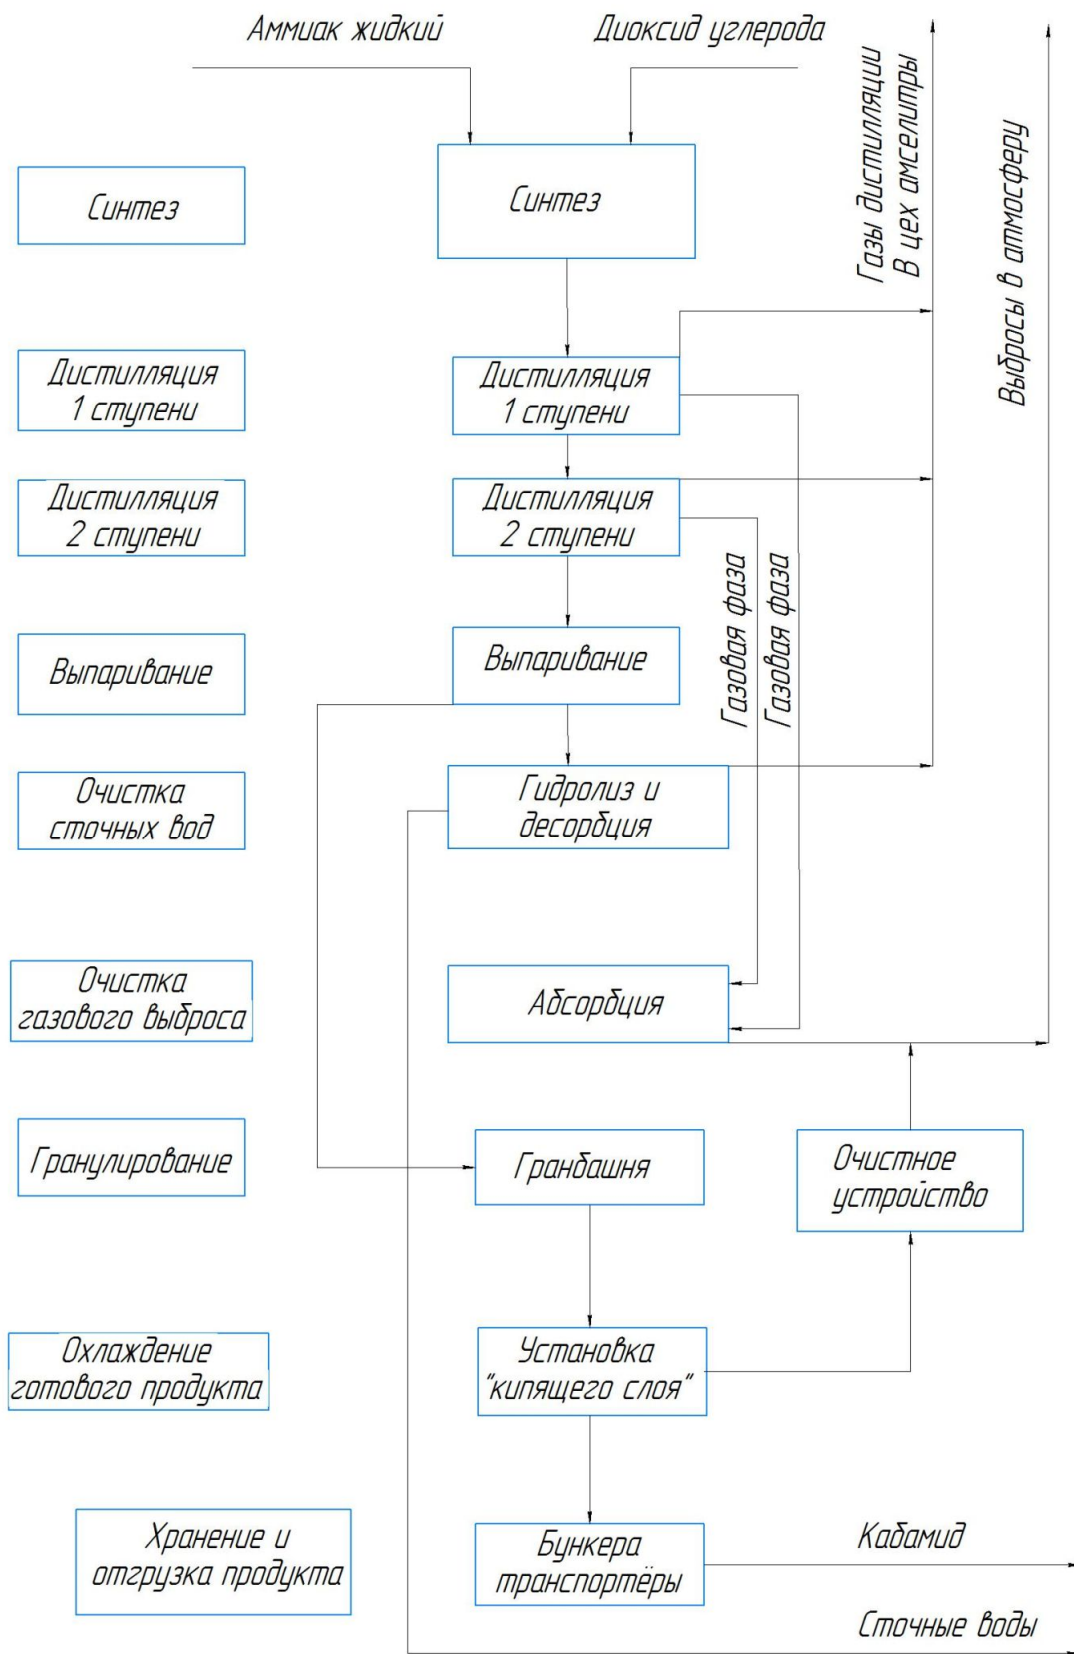 Аммиак жидкий
Диоксид углерода
Газы дистилляции
В цех амселитры
Выбросы в атмосферу
Синтез
Синтез
Дистилляция
1 ступени
Дистилляция
1 ступени
Дистилляция
2 ступени
Дистилляция
2 ступени
Газовая фаза
Газовая фаза
Выпаривание
Выпаривание
Очистка
сточных вод
Гидролиз и
десорбция
Очистка
газового выброса
Абсорбция
Гранулирование
Гранбашня
Очистное
устройство
Охлаждение
готового продукта
Установка
"кипящего слоя"
Хранение и
отгрузка продукта
Бункера
транспортёры
Кабамид
Сточные воды